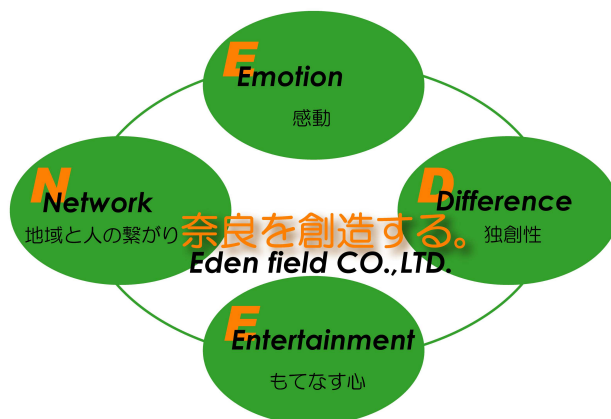 E
Emotion
感動
N
Network
地域と人の繋がり
D
Difference
独創性
奈良を創造する。
Eden field CO.,LTD.
E
Entertainment
もてなす心